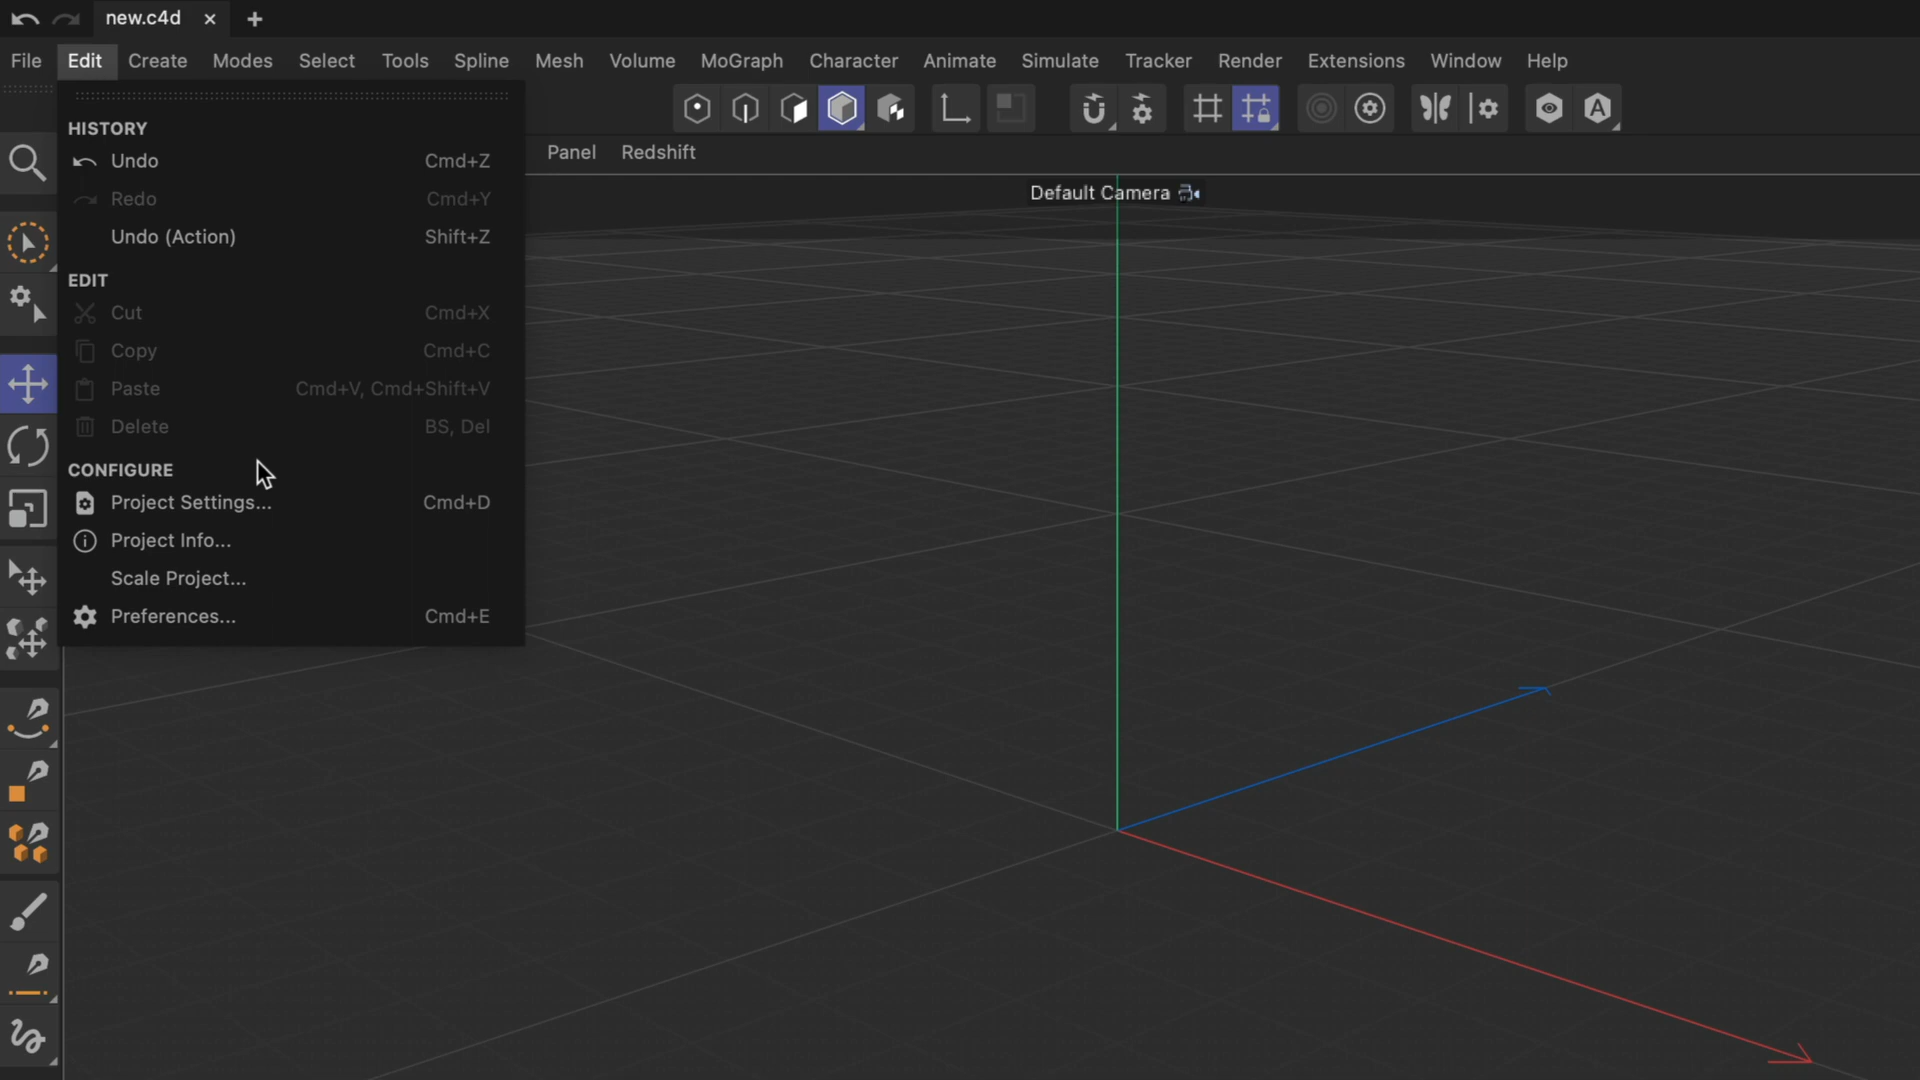 new.c4d
File Edit Create Modes Select Tools Spline Mesh Volume MoGraph Character Animate Simulate Tracker Render Extensions Window Help
Panel Redshift
Default Camera
HISTORY
Undo Cmd+Z
Redo Cmd+Y
Undo (Action) Shift+Z
EDIT
Cut Cmd+X
Copy Cmd+C
Paste Cmd+V, Cmd+Shift+V
Delete BS, Del
CONFIGURE
Project Settings... Cmd+D
Project Info...
Scale Project...
Preferences... Cmd+E